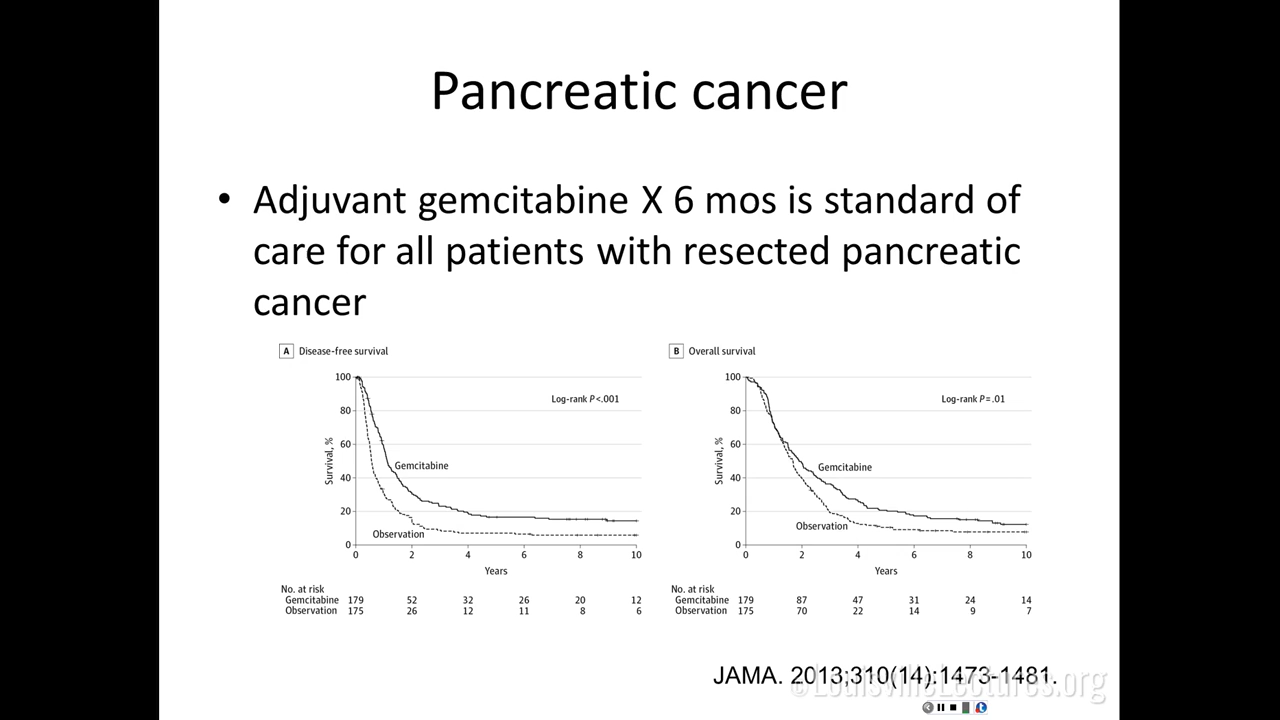 Pancreatic cancer
• Adjuvant gemcitabine X 6 mos is standard of
care for all patients with resected pancreatic
cancer
A Disease-free survival
100
80
60
40
20
0
Survival, %
Log-rank P<.001
Gemcitabine
Observation
0 2 4 6 8 10
Years
No. at risk
Gemcitabine 179 52 32 26 20 12
Observation 175 26 12 11 8 6
B Overall survival
100
80
60
40
20
0
Survival, %
Log-rank P=.01
Gemcitabine
Observation
0 2 4 6 8 10
Years
No. at risk
Gemcitabine 179 87 47 31 24 14
Observation 175 70 22 14 9 7
JAMA. 2013;310(14):1473-1481.
©LouisvilleLectures.org